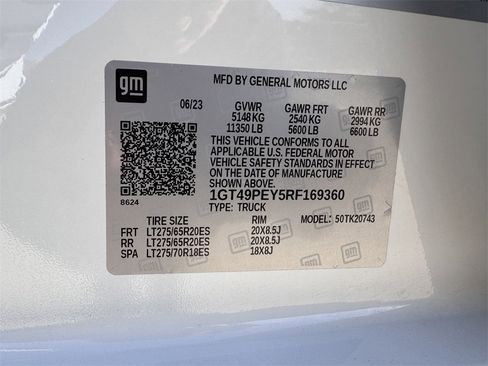 gm
MFD BY GENERAL MOTORS LLC
06/23 GVWR GAWR FRT GAWR RR
5148 KG 2540 KG 2994 KG
11350 LB 5600 LB 6600 LB
THIS VEHICLE CONFORMS TO ALL
APPLICABLE U.S. FEDERAL MOTOR
VEHICLE SAFETY STANDARDS IN EFFECT
ON THE DATE OF MANUFACTURE
SHOWN ABOVE.
8624
1GT49PEY5RF169360
TYPE: TRUCK
TIRE SIZE RIM MODEL: 50TK20743
FRT LT275/65R20ES 20X8.5J
RR LT275/65R20ES 20X8.5J
SPA LT275/70R18ES 18X8J